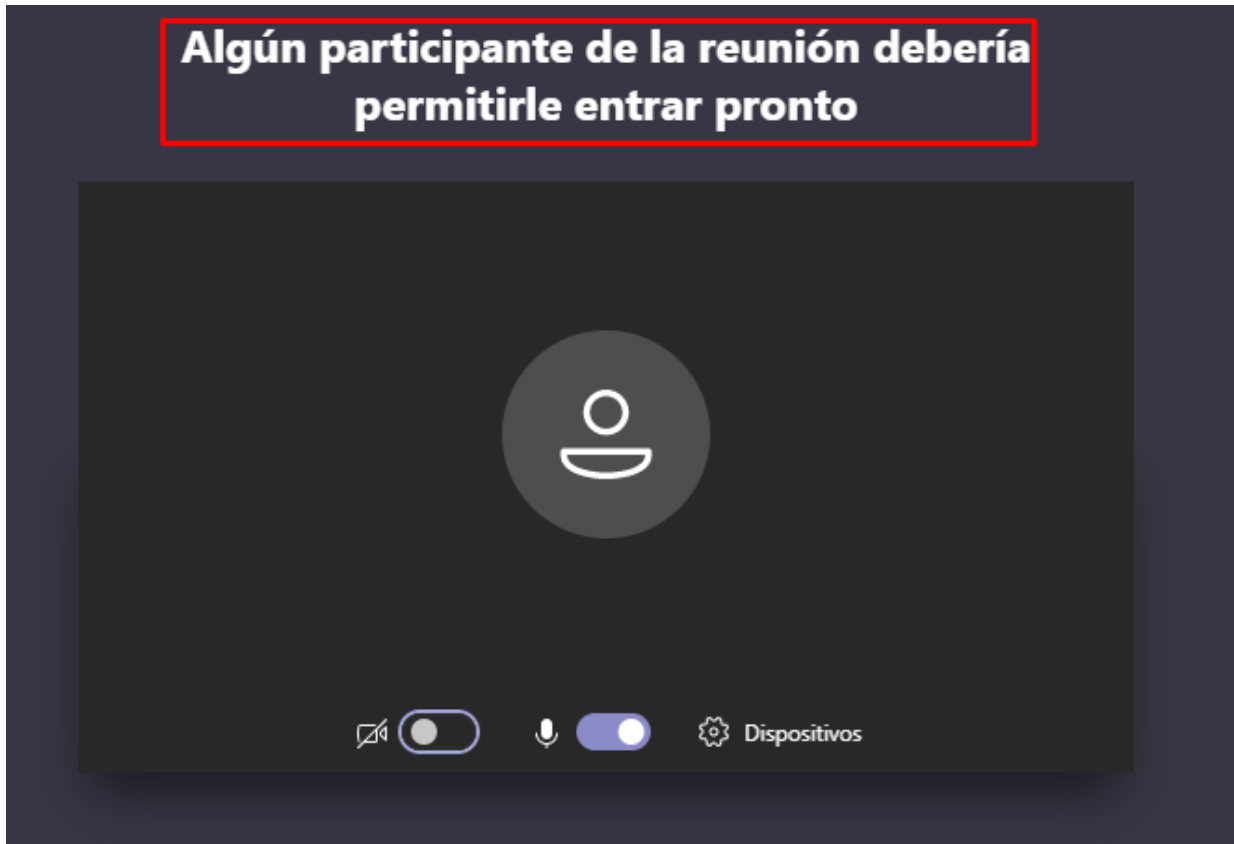 Algún participante de la reunión debería
permitirle entrar pronto
Dispositivos